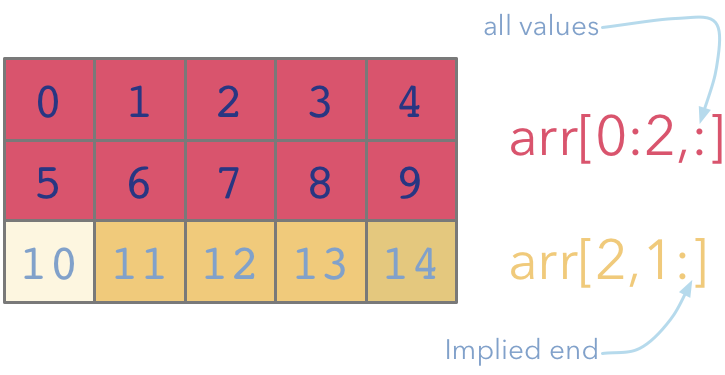 all values
0 1 2 3 4
arr[0:2,:]
5 6 7 8 9
10 11 12 13 14
arr[2,1:]
Implied end